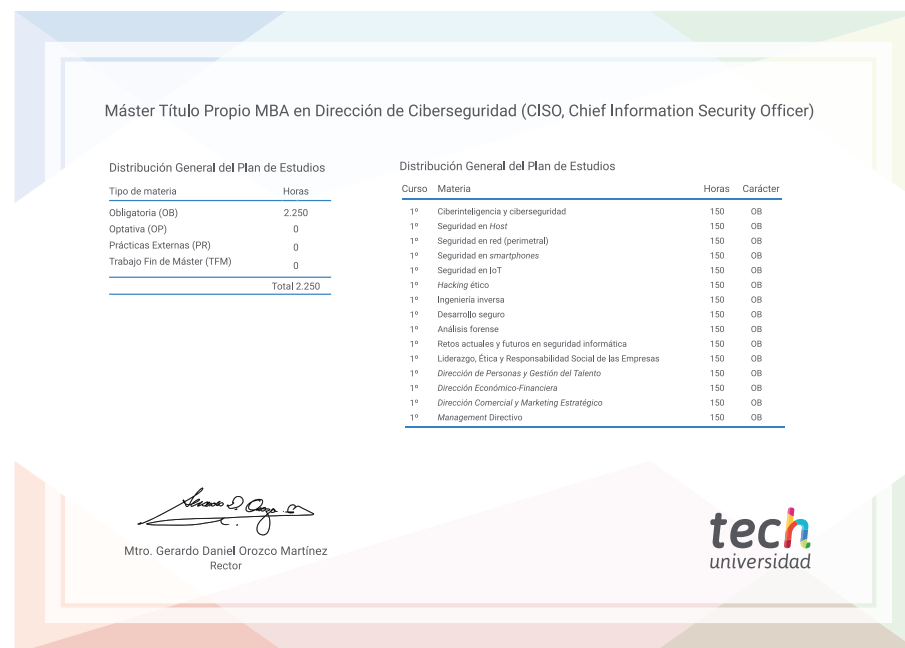 Máster Título Propio MBA en Dirección de Ciberseguridad (CISO, Chief Information Security Officer)
Distribución General del Plan de Estudios
Tipo de materia Horas
Obligatoria (OB) 2.250
Optativa (OP) 0
Prácticas Externas (PR) 0
Trabajo Fin de Máster (TFM) 0
Total 2.250
Distribución General del Plan de Estudios
Curso Materia Horas Carácter
1º Ciberinteligencia y ciberseguridad 150 OB
1º Seguridad en Host 150 OB
1º Seguridad en red (perimetral) 150 OB
1º Seguridad en smartphones 150 OB
1º Seguridad en IoT 150 OB
1º Hacking ético 150 OB
1º Ingeniería inversa 150 OB
1º Desarrollo seguro 150 OB
1º Análisis forense 150 OB
1º Retos actuales y futuros en seguridad informática 150 OB
1º Liderazgo, Ética y Responsabilidad Social de las Empresas 150 OB
1º Dirección de Personas y Gestión del Talento 150 OB
1º Dirección Económico-Financiera 150 OB
1º Dirección Comercial y Marketing Estratégico 150 OB
1º Management Directivo 150 OB
Mtro. Gerardo Daniel Orozco Martínez
Rector
tech
universidad